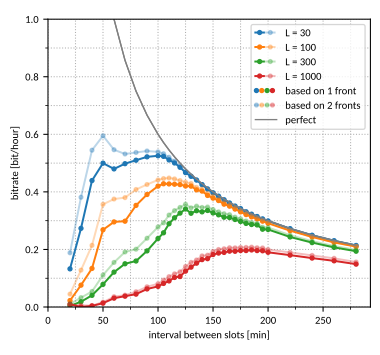 1.0
0.8
0.6
0.4
0.2
0.0
bitrate [bit/hour]
L = 30
L = 100
L = 300
L = 1000
based on 1 front
based on 2 fronts
perfect
0 50 100 150 200 250
interval between slots [min]